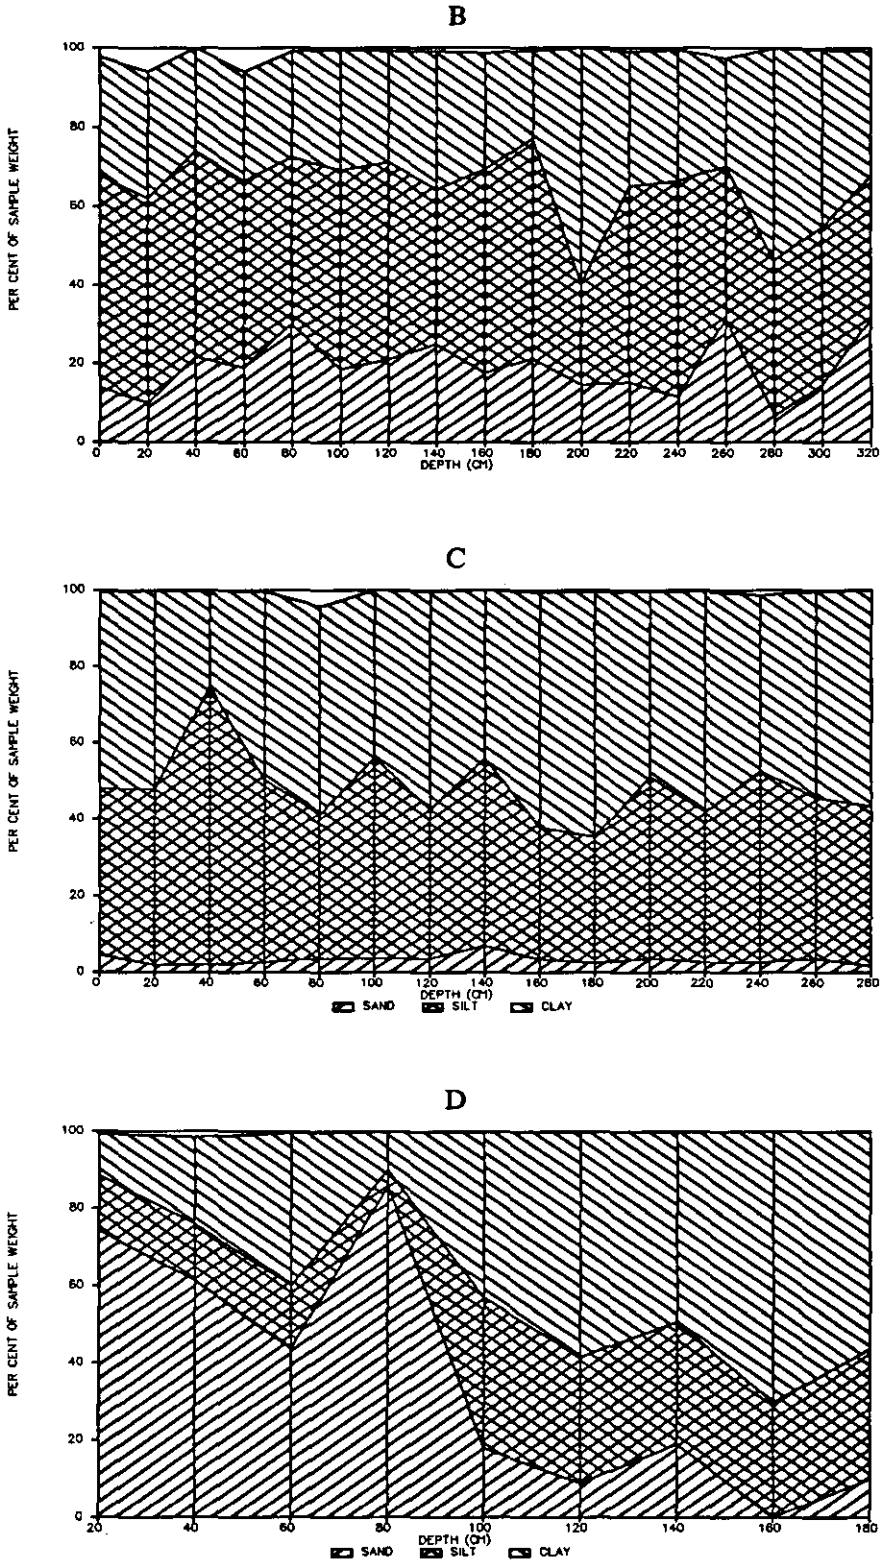 B
PER CENT OF SAMPLE WEIGHT
100
80
60
40
20
0
0 20 40 60 80 100 120 140 160 180 200 220 240 260 280 300 320
DEPTH (CM)
C
PER CENT OF SAMPLE WEIGHT
100
80
60
40
20
0
0 20 40 60 80 100 120 140 160 180 200 220 240 260 280
DEPTH (CM)
SAND SILT CLAY
D
PER CENT OF SAMPLE WEIGHT
100
80
60
40
20
0
20 40 60 80 100 120 140 160 180
DEPTH (CM)
SAND SILT CLAY